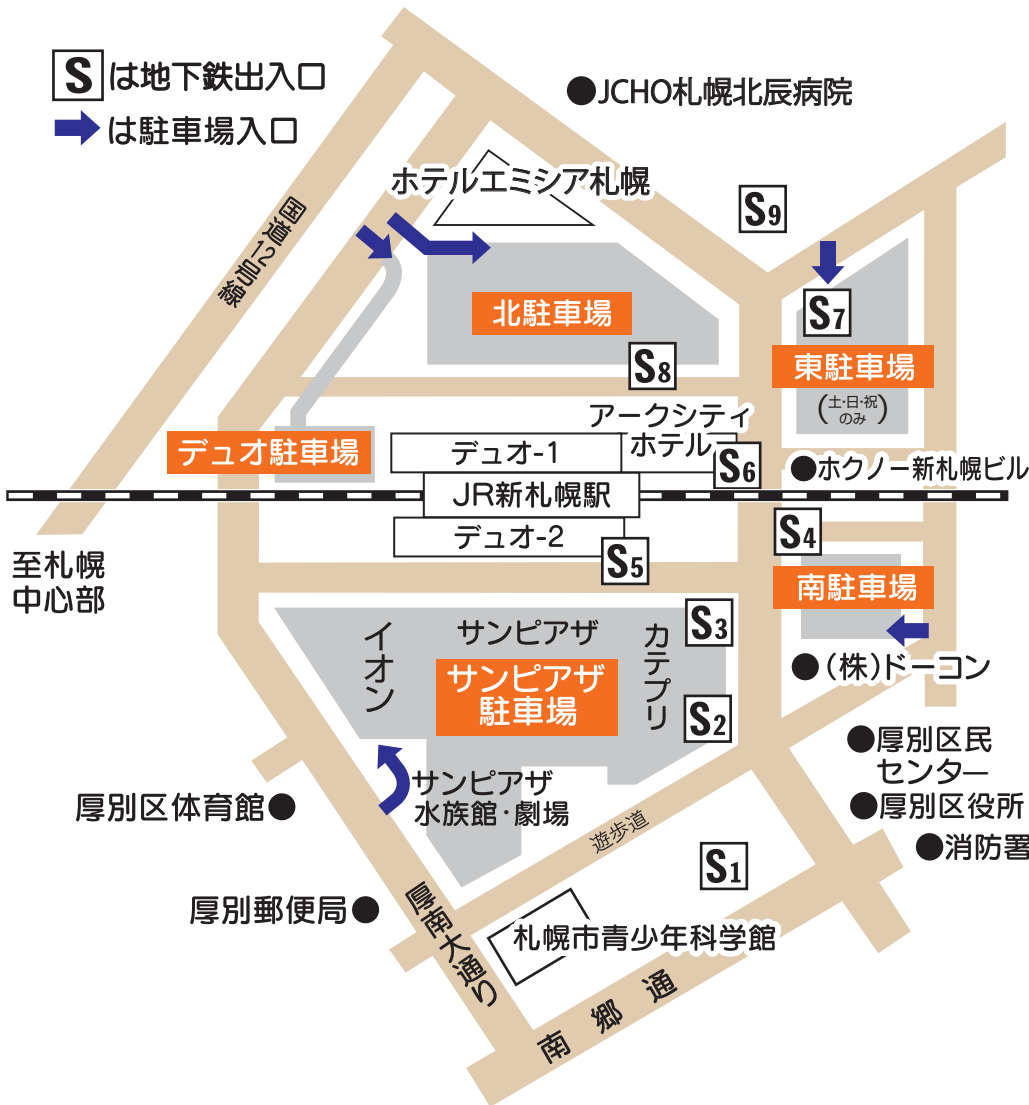 Sは地下鉄出入口
は駐車場入口
JCHO札幌北辰病院
ホテルエミシア札幌
S9
国道12号線
北駐車場
S7
東駐車場
(土・日・祝
のみ)
S8
アークシティ
ホテル
デュオ駐車場
デュオ-1
S6
ホクノー新札幌ビル
JR新札幌駅
デュオ-2
S4
S5
至札幌
中心部
南駐車場
S3
イオン
サンピアザ
カテプリ
サンピアザ
駐車場
(株)ドーコン
S2
厚別区民
センター
サンピアザ
水族館・劇場
厚別区体育館
厚別区役所
遊歩道
消防署
S1
厚別郵便局
厚南大通り
札幌市青少年科学館
南郷通